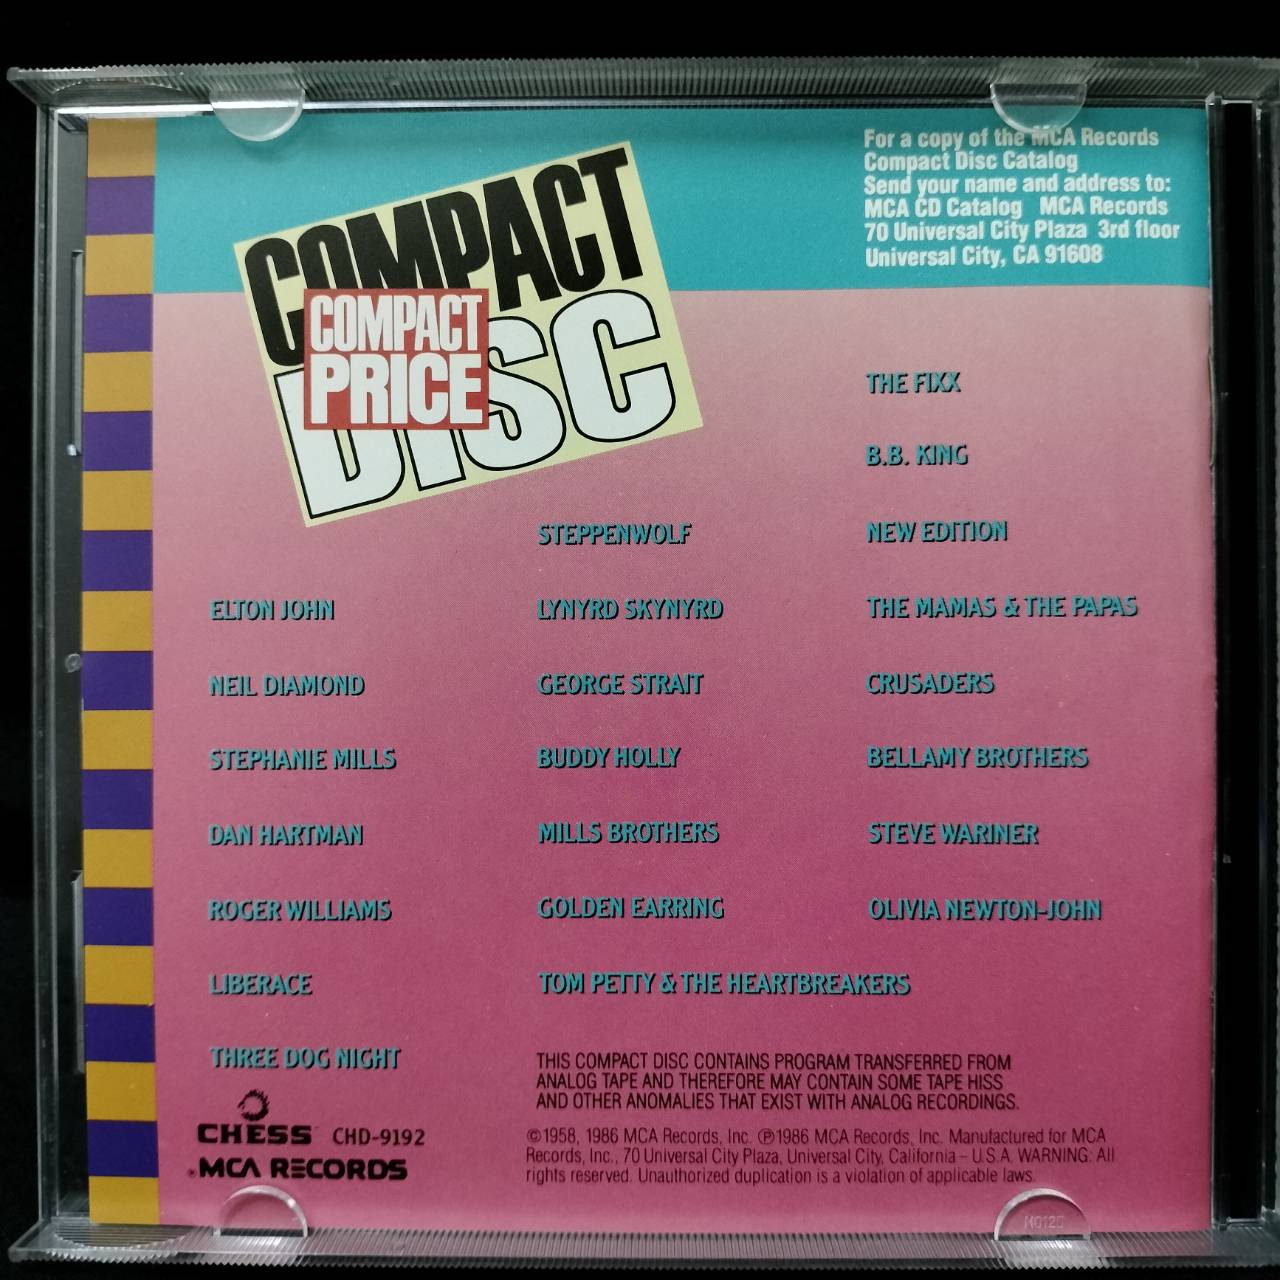 For a copy of the MCA Records
Compact Disc Catalog
Send your name and address to:
MCA CD Catalog MCA Records
70 Universal City Plaza 3rd floor
Universal City, CA 91608
COMPACT
DISC
COMPACT
PRICE
ELTON JOHN
NEIL DIAMOND
STEPHANIE MILLS
DAN HARTMAN
ROGER WILLIAMS
LIBERACE
THREE DOG NIGHT
STEPPENWOLF
LYNYRD SKYNYRD
GEORGE STRAIT
BUDDY HOLLY
MILLS BROTHERS
GOLDEN EARRING
TOM PETTY & THE HEARTBREAKERS
THE FIXX
B.B. KING
NEW EDITION
THE MAMAS & THE PAPAS
CRUSADERS
BELLAMY BROTHERS
STEVE WARINER
OLIVIA NEWTON-JOHN
THIS COMPACT DISC CONTAINS PROGRAM TRANSFERRED FROM
ANALOG TAPE AND THEREFORE MAY CONTAIN SOME TAPE HISS
AND OTHER ANOMALIES THAT EXIST WITH ANALOG RECORDINGS.
CHESS CHD-9192
MCA RECORDS
©1958, 1986 MCA Records, Inc. ℗1986 MCA Records, Inc. Manufactured for MCA
Records, Inc., 70 Universal City Plaza, Universal City, California – U.S.A. WARNING: All
rights reserved. Unauthorized duplication is a violation of applicable laws.